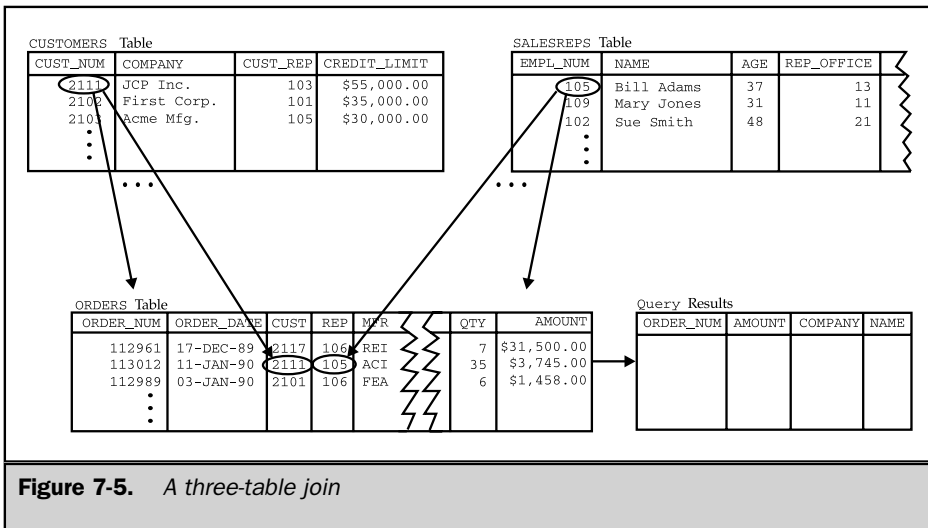 CUSTOMERS Table
CUST_NUM COMPANY CUST_REP CREDIT_LIMIT
2111 JCP Inc. 103 $55,000.00
2102 First Corp. 101 $35,000.00
2103 Acme Mfg. 105 $30,000.00
SALESREPS Table
EMPL_NUM NAME AGE REP_OFFICE
105 Bill Adams 37 13
109 Mary Jones 31 11
102 Sue Smith 48 21
ORDERS Table
ORDER_NUM ORDER_DATE CUST REP MFR QTY AMOUNT
112961 17-DEC-89 2117 106 REI 7 $31,500.00
113012 11-JAN-90 2111 105 ACI 35 $3,745.00
112989 03-JAN-90 2101 106 FEA 6 $1,458.00
Query Results
ORDER_NUM AMOUNT COMPANY NAME
Figure 7-5. A three-table join